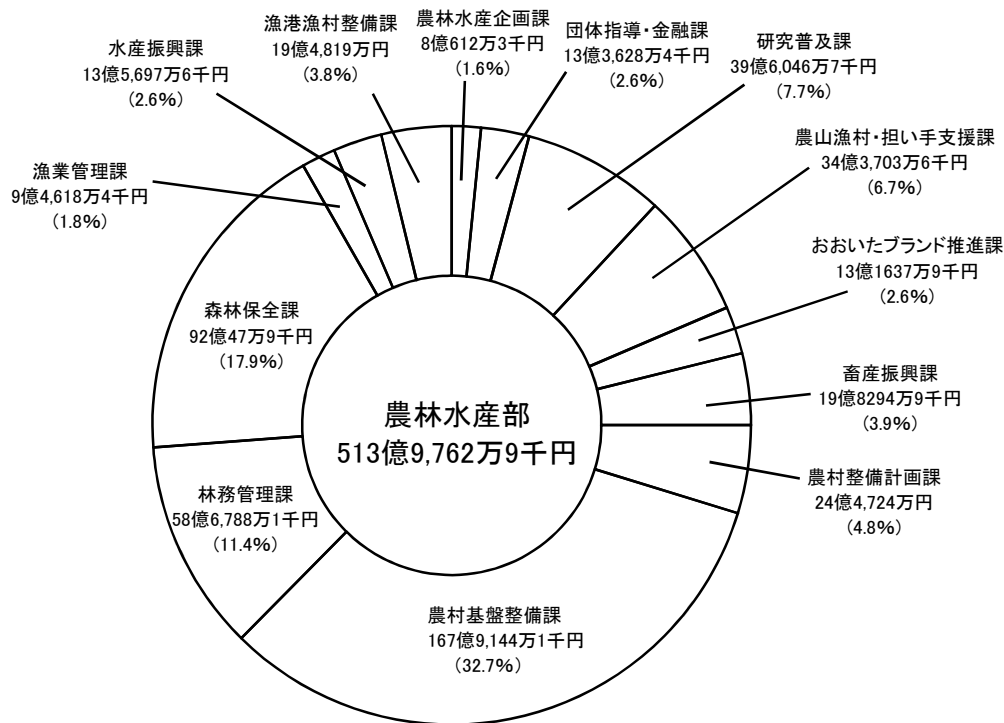 農林水産企画課
8億612万3千円
(1.6%)
団体指導・金融課
13億3,628万4千円
(2.6%)
研究普及課
39億6,046万7千円
(7.7%)
農山漁村・担い手支援課
34億3,703万6千円
(6.7%)
おおいたブランド推進課
13億1637万9千円
(2.6%)
畜産振興課
19億8294万9千円
(3.9%)
農村整備計画課
24億4,724万円
(4.8%)
農村基盤整備課
167億9,144万1千円
(32.7%)
林務管理課
58億6,788万1千円
(11.4%)
森林保全課
92億47万9千円
(17.9%)
漁業管理課
9億4,618万4千円
(1.8%)
水産振興課
13億5,697万6千円
(2.6%)
漁港漁村整備課
19億4,819万円
(3.8%)
農林水産部
513億9,762万9千円